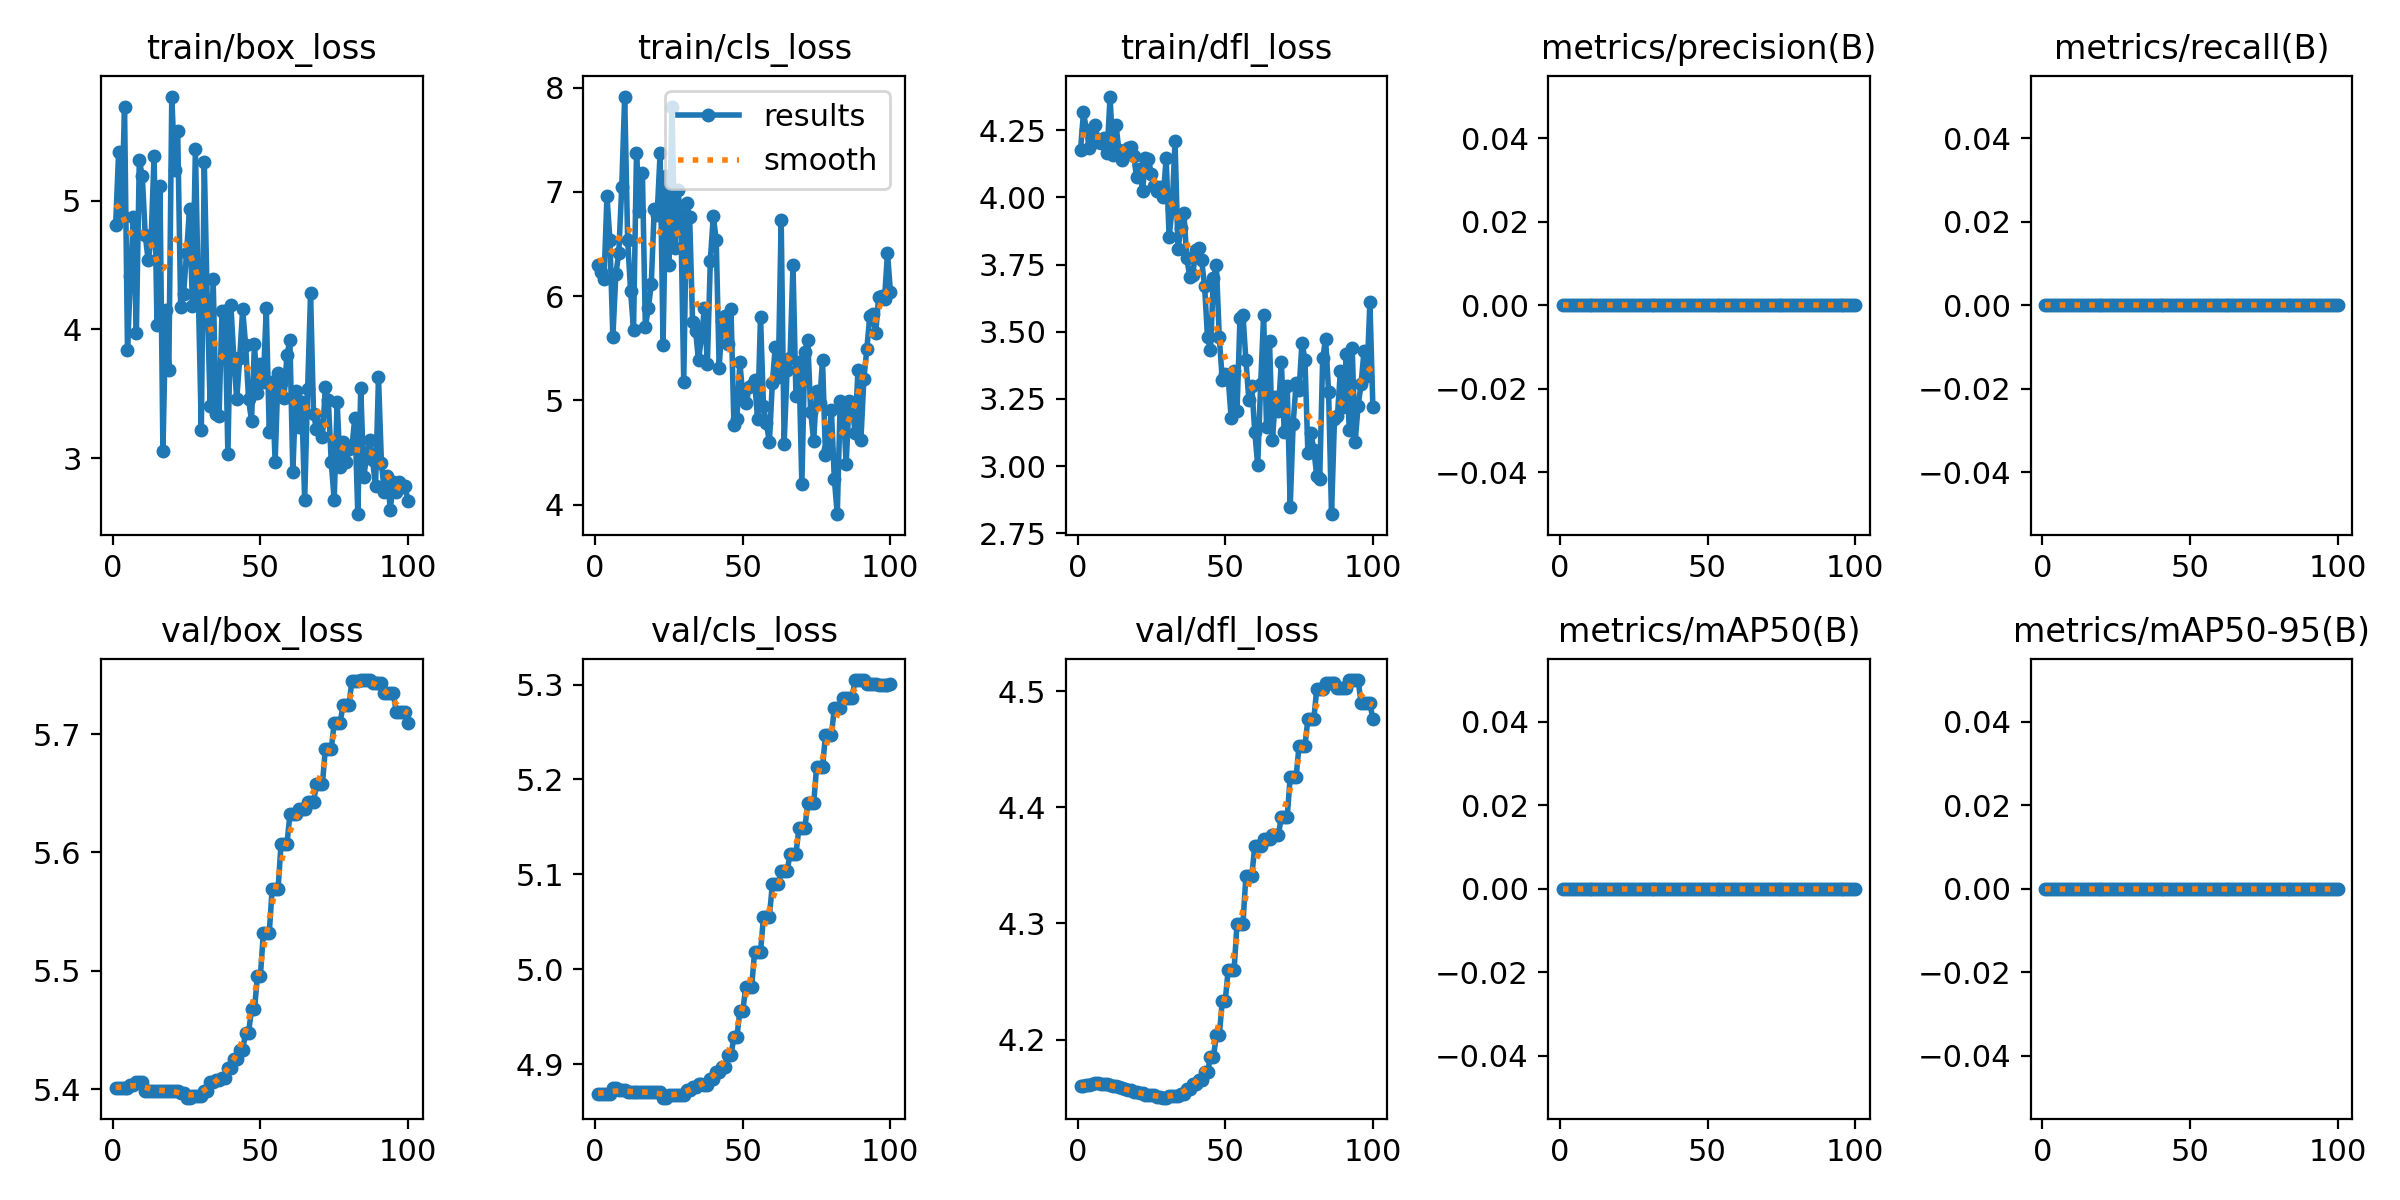 train/box_loss
train/cls_loss
train/dfl_loss
metrics/precision(B)
metrics/recall(B)
5
4
3
0 50 100
8
7
6
5
4
results
smooth
0 50 100
4.25
4.00
3.75
3.50
3.25
3.00
2.75
0 50 100
0.04
0.02
0.00
−0.02
−0.04
0 50 100
0.04
0.02
0.00
−0.02
−0.04
0 50 100
val/box_loss
val/cls_loss
val/dfl_loss
metrics/mAP50(B)
metrics/mAP50-95(B)
5.7
5.6
5.5
5.4
0 50 100
5.3
5.2
5.1
5.0
4.9
0 50 100
4.5
4.4
4.3
4.2
0 50 100
0.04
0.02
0.00
−0.02
−0.04
0 50 100
0.04
0.02
0.00
−0.02
−0.04
0 50 100